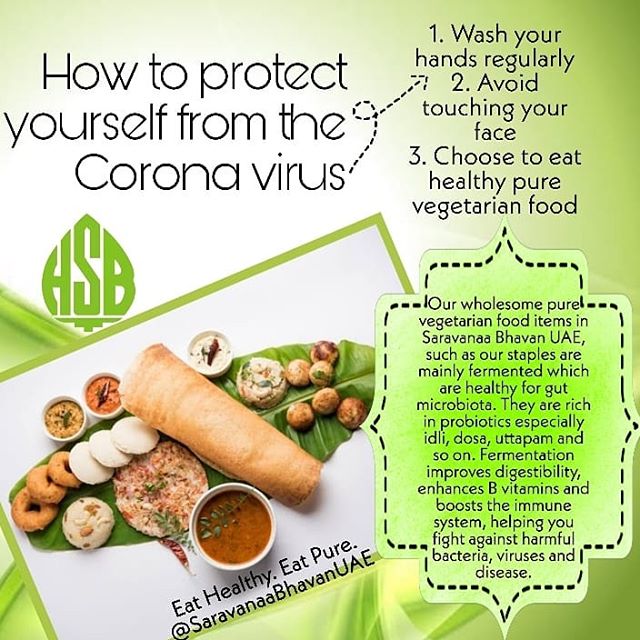 How to protect
yourself from the
Corona virus
1. Wash your
hands regularly
2. Avoid
touching your
face
3. Choose to eat
healthy pure
vegetarian food
HSB
Our wholesome pure
vegetarian food items in
Saravanaa Bhavan UAE,
such as our staples are
mainly fermented which
are healthy for gut
microbiota. They are rich
in probiotics especially
idli, dosa, uttapam and
so on. Fermentation
improves digestibility,
enhances B vitamins and
boosts the immune
system, helping you
fight against harmful
bacteria, viruses and
disease.
Eat Healthy. Eat Pure.
@SaravanaaBhavanUAE